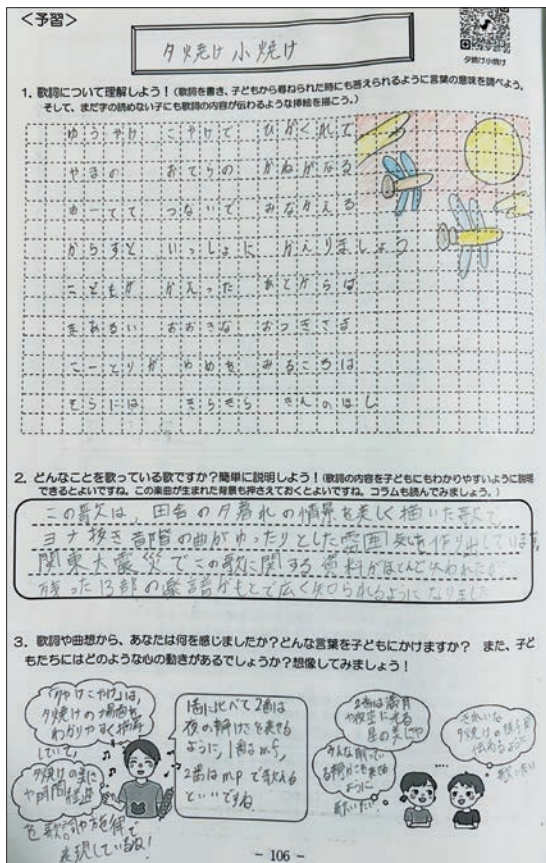 <予習>
夕焼け小焼け
夕焼け小焼け
1. 歌詞について理解しよう！(歌詞を書き、子どもから尋ねられた時にも答えられるように言葉の意味を調べよう。
そして、まだ字の読めない子にも歌詞の内容が伝わるような挿絵を描こう。)
ゆうやけ こやけで ひがくれて
やまの おてらの かねがなる
おーてて つないで みなかえる
からすと いっしょに かえりましょう
こどもが かえった あとからは
まあるい おおきな おつきさま
ことりが ゆめを みるころは
そらには きらきら きんのほし
2. どんなことを歌っている歌ですか？簡単に説明しよう！(歌詞の内容を子どもにもわかりやすいように説明
できるとよいですね。この楽曲が生まれた背景も押さえておくとよいですね。コラムも読んでみましょう。)
この歌は、田舎の夕暮れの情景を美しく描いた歌で
ヨナ抜き音階の曲がゆったりとした雰囲気を作り出しています
関東大震災でこの歌に関する資料がほとんど失われたが
残った13部の楽譜がもとで広く知られるようになりました
3. 歌詞や曲想から、あなたは何を感じましたか？どんな言葉を子どもにかけますか？ また、子ど
もたちにはどのような心の動きがあるでしょうか？想像してみましょう！
「夕やけこやけ」は、
夕焼けの場面を
わかりやすく描写
していて、
夕焼けの美しさ
や時間経過
を歌詞や旋律で
表現しているね！
1番に比べて2番は
夜の静けさを表せる
ように、1番はmf、
2番はmpで歌える
といいですね。
2番は満月
や夜空に光る
星の美しさや
みんな眠ってい
る静かさを表せる
ように
歌いたい
きれいな
夕焼けの様子を
伝わるように
歌いたい
- 106 -